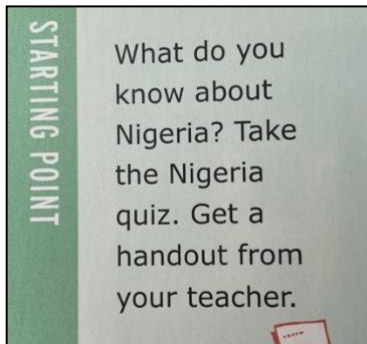 STARTING POINT
What do you
know about
Nigeria? Take
the Nigeria
quiz. Get a
handout from
your teacher.